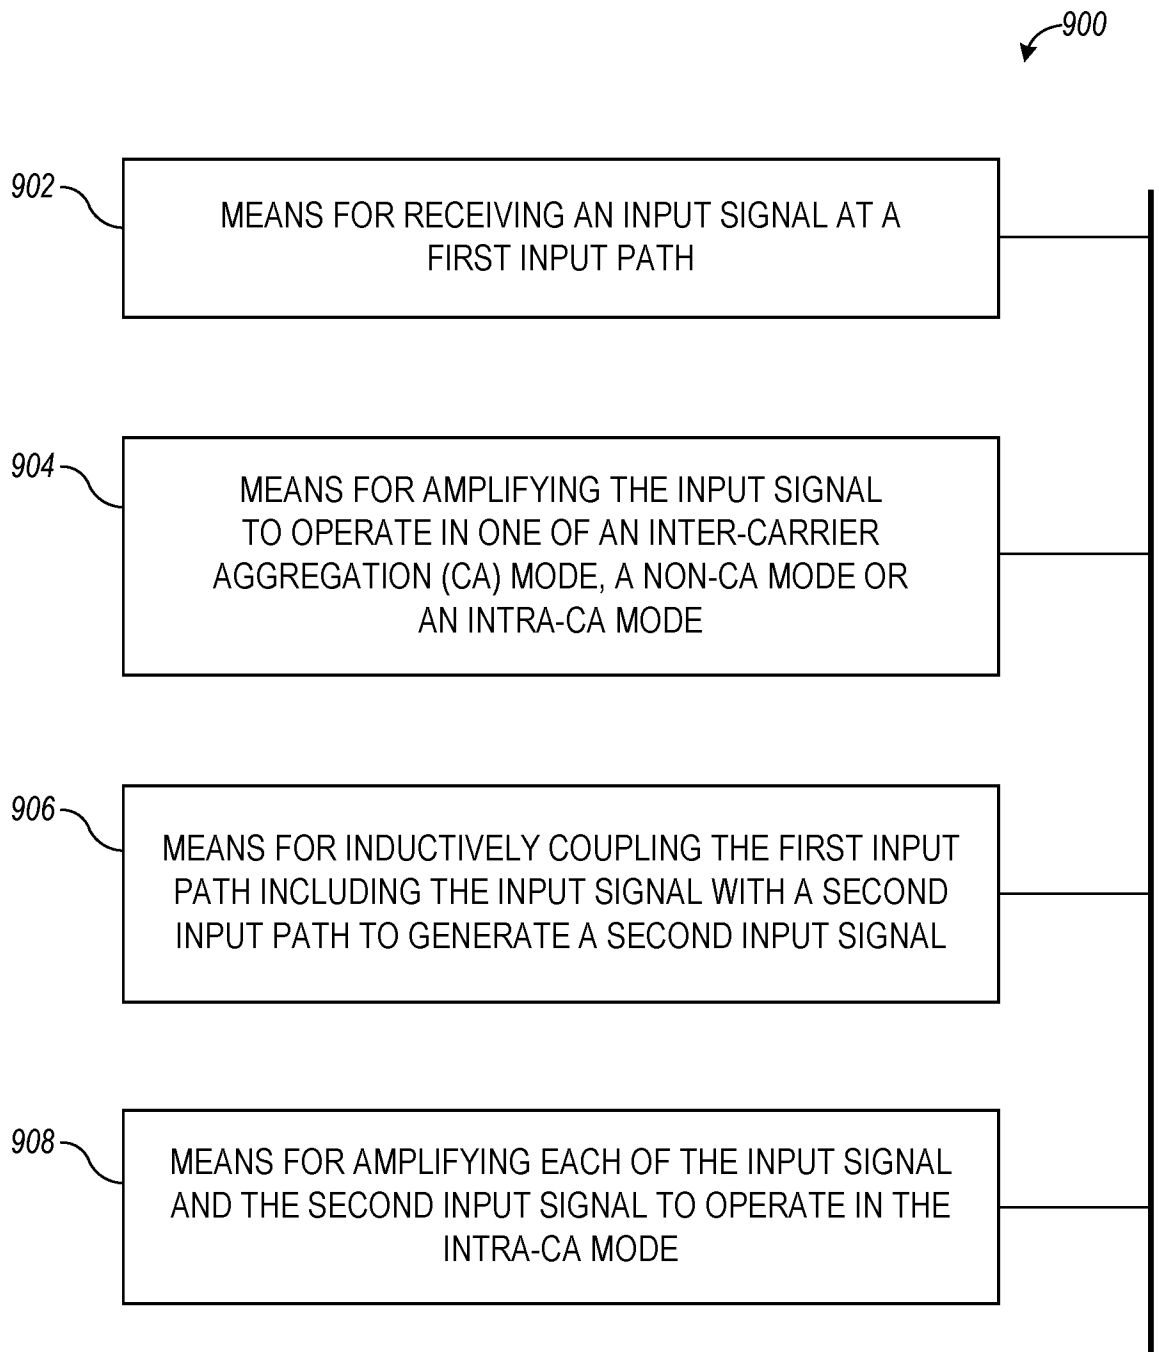 900
902
MEANS FOR RECEIVING AN INPUT SIGNAL AT A
FIRST INPUT PATH
904
MEANS FOR AMPLIFYING THE INPUT SIGNAL
TO OPERATE IN ONE OF AN INTER-CARRIER
AGGREGATION (CA) MODE, A NON-CA MODE OR
AN INTRA-CA MODE
906
MEANS FOR INDUCTIVELY COUPLING THE FIRST INPUT
PATH INCLUDING THE INPUT SIGNAL WITH A SECOND
INPUT PATH TO GENERATE A SECOND INPUT SIGNAL
908
MEANS FOR AMPLIFYING EACH OF THE INPUT SIGNAL
AND THE SECOND INPUT SIGNAL TO OPERATE IN THE
INTRA-CA MODE